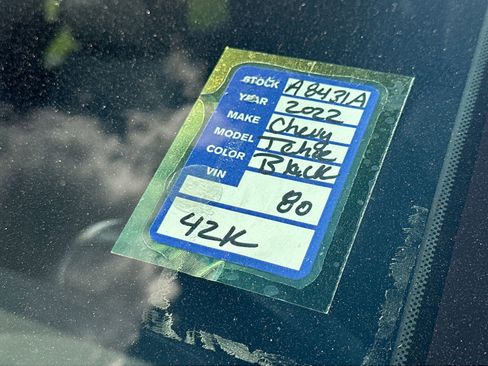 STOCK A8431A
YEAR 2022
MAKE Chevy
MODEL Tahoe
COLOR Black
VIN 80
42K